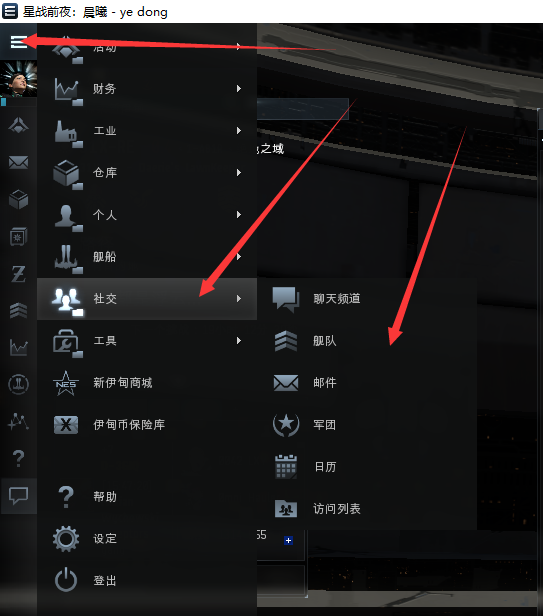 星战前夜：晨曦 - ye dong
活动
财务
工业
仓库
个人
舰船
社交
工具
新伊甸商城
伊甸币保险库
帮助
设定
登出
聊天频道
舰队
邮件
军团
日历
访问列表
之域
NES
55